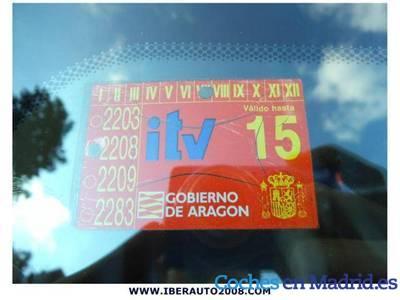 I II III IV V VI VIII IX X XI XII
Válido hasta
2203
2208
2209
2283
itv
15
GOBIERNO
DE ARAGON
CochesenMadrid.es
WWW.IBERAUTO2008.COM